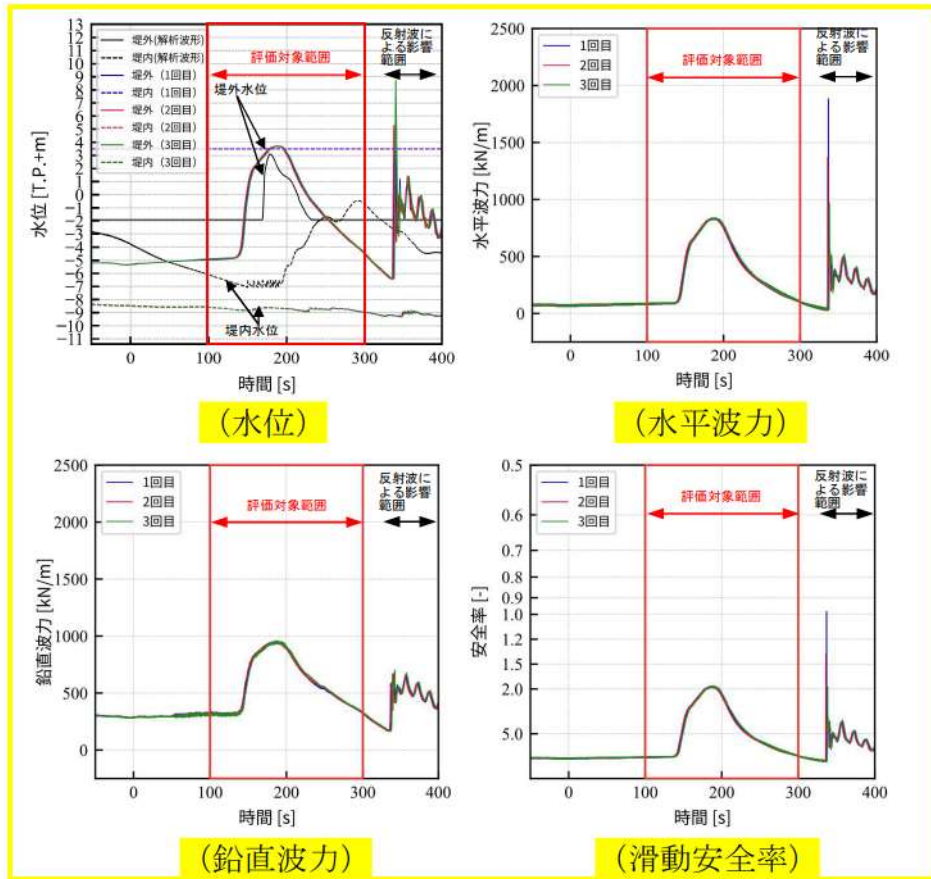 13
12
11
10
9
8
7
6
5
4
3
2
1
0
−1
−2
−3
−4
−5
−6
−7
−8
−9
−10
−11
水位 [T.P.+m]
堤外(解析波形)
堤内(解析波形)
堤外 (1回目)
堤内 (1回目)
堤外 (2回目)
堤内 (2回目)
堤外 (3回目)
堤内 (3回目)
評価対象範囲
反射波に
よる影響
範囲
堤外水位
堤内水位
0
100
200
300
400
時間 [s]
(水位)
2500
2000
1500
1000
500
0
水平波力 [kN/m]
1回目
2回目
3回目
評価対象範囲
反射波に
よる影響
範囲
0
100
200
300
400
時間 [s]
(水平波力)
2500
2000
1500
1000
500
0
鉛直波力 [kN/m]
1回目
2回目
3回目
評価対象範囲
反射波に
よる影響
範囲
0
100
200
300
400
時間 [s]
(鉛直波力)
0.5
0.6
0.7
0.8
0.9
1.0
1.2
1.5
2.0
5.0
安全率 [-]
1回目
2回目
3回目
評価対象範囲
反射波に
よる影響
範囲
0
100
200
300
400
時間 [s]
(滑動安全率)